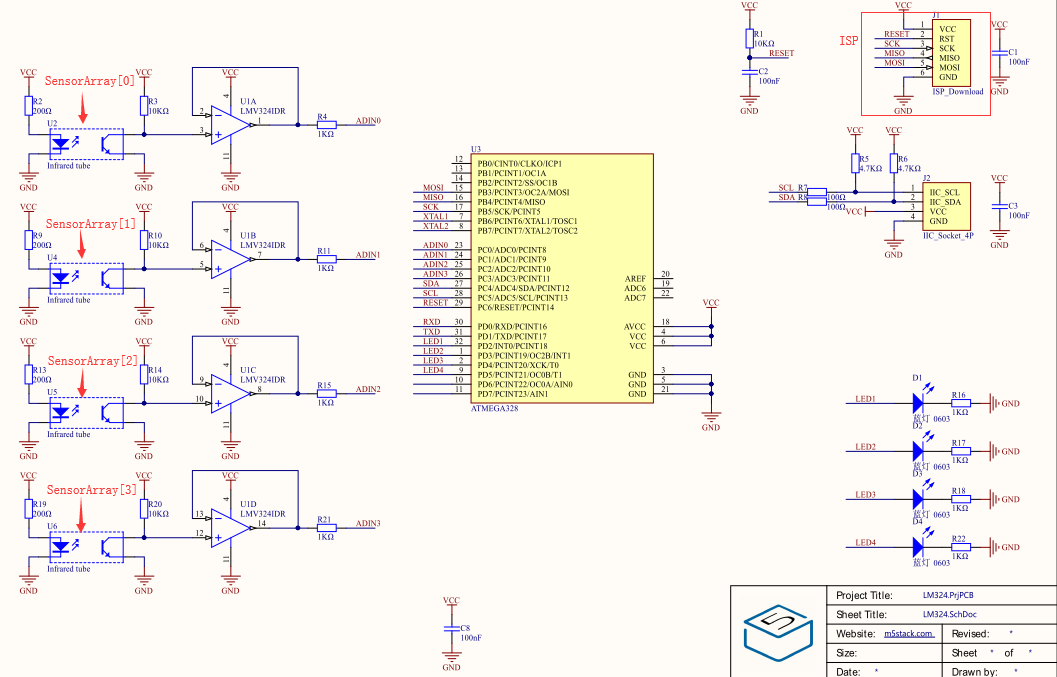 VCC
SensorArray[0]
VCC
VCC
R2
200Ω
R3
10KΩ
U2
Infrared tube
GND
GND
2
3
4
11
1
U1A
LMV324IDR
R4
1KΩ
ADIN0
GND
VCC
SensorArray[1]
VCC
VCC
R9
200Ω
R10
10KΩ
U4
Infrared tube
GND
GND
6
5
4
11
7
U1B
LMV324IDR
R11
1KΩ
ADIN1
GND
VCC
SensorArray[2]
VCC
VCC
R13
200Ω
R14
10KΩ
U5
Infrared tube
GND
GND
9
10
4
11
8
U1C
LMV324IDR
R15
1KΩ
ADIN2
GND
VCC
SensorArray[3]
VCC
VCC
R19
200Ω
R20
10KΩ
U6
Infrared tube
GND
GND
13
12
4
11
14
U1D
LMV324IDR
R21
1KΩ
ADIN3
GND
VCC
C8
100nF
GND
U3
12 PB0/CINT0/CLKO/ICP1
13 PB1/PCINT1/OC1A
14 PB2/PCINT2/SS/OC1B
MOSI 15 PB3/PCINT3/OC2A/MOSI
MISO 16 PB4/PCINT4/MISO
SCK 17 PB5/SCK/PCINT5
XTAL1 7 PB6/PCINT6/XTAL1/TOSC1
XTAL2 8 PB7/PCINT7/XTAL2/TOSC2
ADIN0 23 PC0/ADC0/PCINT8
ADIN1 24 PC1/ADC1/PCINT9
ADIN2 25 PC2/ADC2/PCINT10
ADIN3 26 PC3/ADC3/PCINT11
SDA 27 PC4/ADC4/SDA/PCINT12
SCL 28 PC5/ADC5/SCL/PCINT13
RESET 29 PC6/RESET/PCINT14
RXD 30 PD0/RXD/PCINT16
TXD 31 PD1/TXD/PCINT17
LED1 32 PD2/INT0/PCINT18
LED2 1 PD3/PCINT19/OC2B/INT1
LED3 2 PD4/PCINT20/XCK/T0
LED4 9 PD5/PCINT21/OC0B/T1
10 PD6/PCINT22/OC0A/AIN0
11 PD7/PCINT23/AIN1
AREF 20
ADC6 19
ADC7 22
AVCC 18
VCC 4
VCC 6
GND 3
GND 5
GND 21
VCC
GND
ATMEGA328
VCC
R1
10KΩ
RESET
C2
100nF
GND
ISP
VCC
J1
1 VCC
RESET 2 RST
SCK 3 SCK
MISO 4 MISO
MOSI 5 MOSI
6 GND
ISP_Download
GND
VCC
C1
100nF
GND
VCC
VCC
R5
4.7KΩ
R6
4.7KΩ
J2
SCL R7 100Ω 1 IIC_SCL
SDA R8 100Ω 2 IIC_SDA
VCC 3 VCC
4 GND
IIC_Socket_4P
GND
VCC
C3
100nF
GND
D1
LED1
R16
1KΩ
GND
蓝灯 0603
D2
LED2
R17
1KΩ
GND
蓝灯 0603
D3
LED3
R18
1KΩ
GND
蓝灯 0603
D4
LED4
R22
1KΩ
GND
蓝灯 0603
5
Project Title: LM324.PrjPCB
Sheet Title: LM324.SchDoc
Website: m5stack.com Revised: *
Size: Sheet * of *
Date: * Drawn by: *